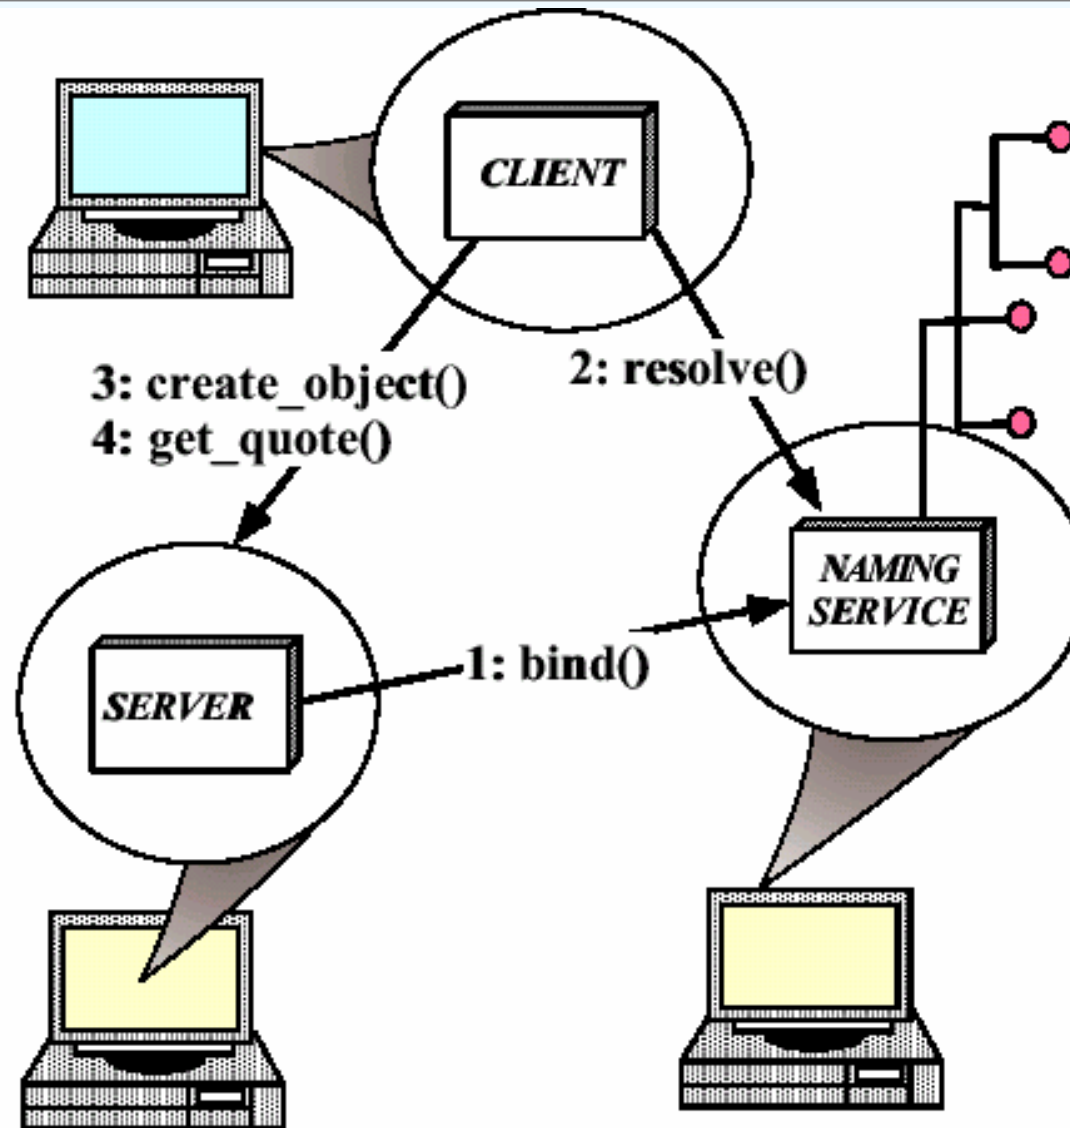 CLIENT
3: create_object()
4: get_quote()
2: resolve()
NAMING
SERVICE
1: bind()
SERVER